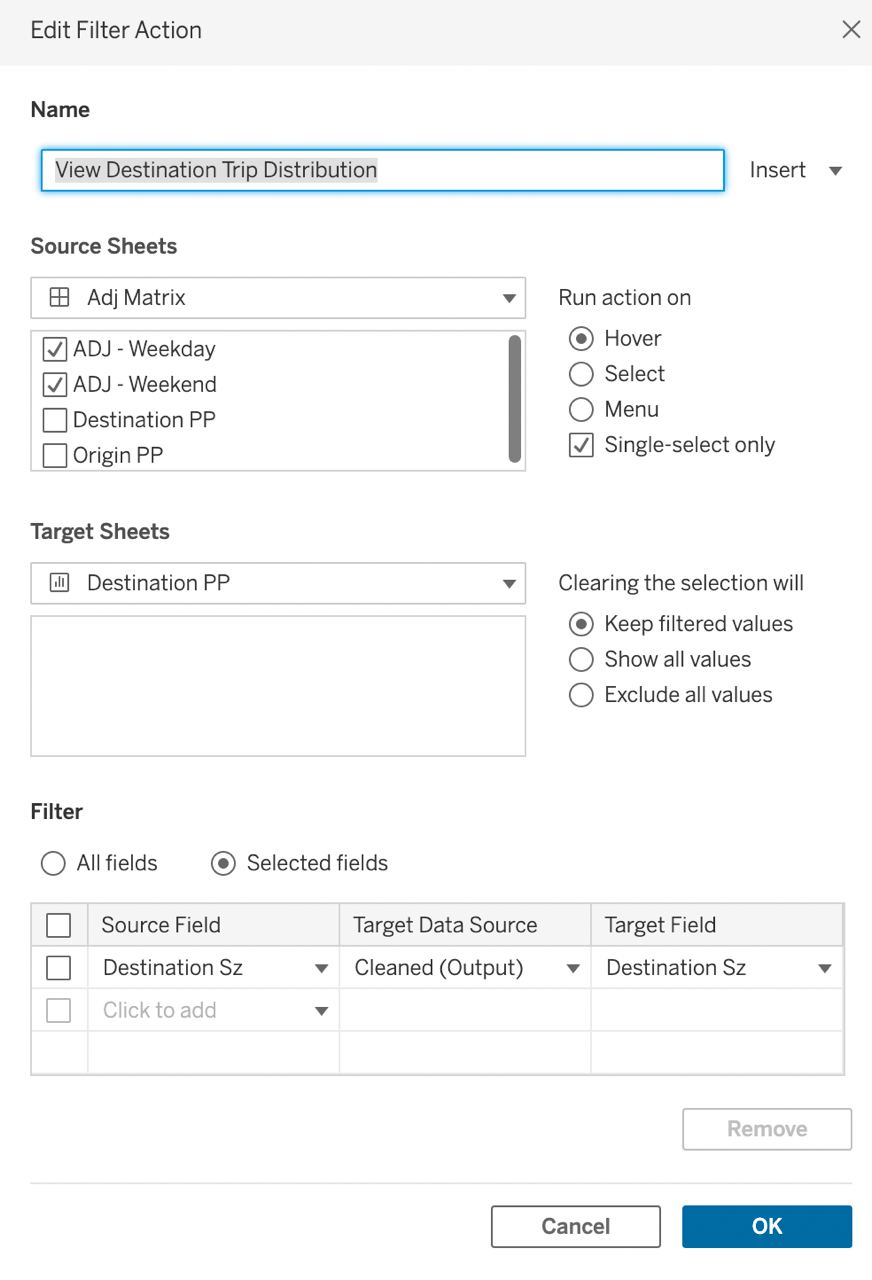 Edit Filter Action
Name
View Destination Trip Distribution
Insert
Source Sheets
Adj Matrix
Run action on
ADJ - Weekday
Hover
ADJ - Weekend
Select
Destination PP
Menu
Origin PP
Single-select only
Target Sheets
Destination PP
Clearing the selection will
Keep filtered values
Show all values
Exclude all values
Filter
All fields
Selected fields
Source Field Target Data Source Target Field
Destination Sz Cleaned (Output) Destination Sz
Click to add
Remove
Cancel
OK